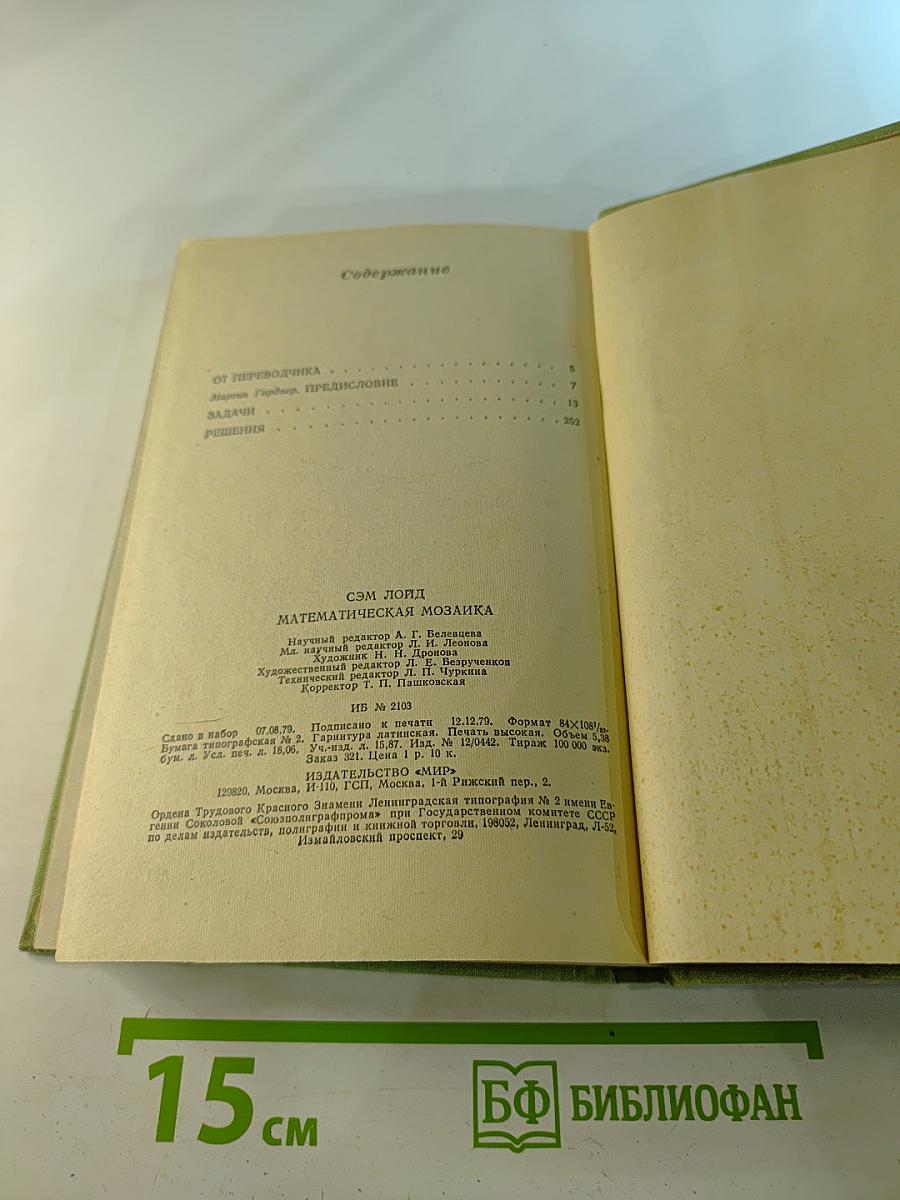 Содержание
ОТ ПЕРЕВОДЧИКА . . . . . . . . . . . . . . . . 5
Мартин Гарднер. ПРЕДИСЛОВИЕ . . . . . . . . . . 7
ЗАДАЧИ . . . . . . . . . . . . . . . . . . . . 13
РЕШЕНИЯ . . . . . . . . . . . . . . . . . . . . 252
СЭМ ЛОЙД
МАТЕМАТИЧЕСКАЯ МОЗАИКА
Научный редактор А. Г. Белевцева
Мл. научный редактор Л. И. Леонова
Художник Н. Н. Дронова
Художественный редактор Л. Е. Безрученков
Технический редактор Л. П. Чуркина
Корректор Т. П. Пашковская
ИБ № 2103
Сдано в набор 07.08.79. Подписано к печати 12.12.79. Формат 84×108¹/₃₂.
Бумага типографская № 2. Гарнитура латинская. Печать высокая. Объем 5,38
бум. л. Усл. печ. л. 18,06. Уч.-изд. л. 15,87. Изд. № 12/0442. Тираж 100 000 экз.
Заказ 321. Цена 1 р. 10 к.
ИЗДАТЕЛЬСТВО «МИР»
129820, Москва, И-110, ГСП, Москва, 1-й Рижский пер., 2.
Ордена Трудового Красного Знамени Ленинградская типография № 2 имени Ев-
гении Соколовой «Союзполиграфпрома» при Государственном комитете СССР
по делам издательств, полиграфии и книжной торговли, 198052, Ленинград, Л-52,
Измайловский проспект, 29
15 см
БФ БИБЛИОФАН